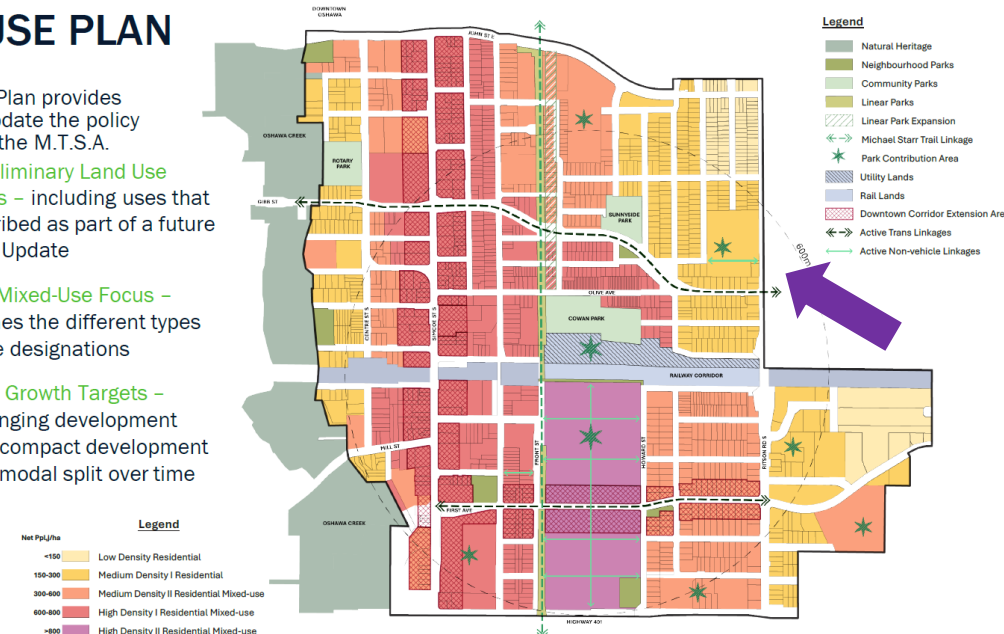 USE PLAN
Plan provides
pdate the policy
the M.T.S.A.
liminary Land Use
s – including uses that
ribed as part of a future
Update
Mixed-Use Focus –
nes the different types
e designations
Growth Targets –
nging development
compact development
modal split over time
Legend
Net Ppl,j/ha
<150 Low Density Residential
150-300 Medium Density I Residential
300-600 Medium Density II Residential Mixed-use
600-800 High Density I Residential Mixed-use
>800 High Density II Residential Mixed-use
DOWNTOWN
OSHAWA
JOHN ST E
OSHAWA CREEK
ROTARY
PARK
GIBB ST
SUNNYSIDE
PARK
600m
OLIVE AVE
CENTRE ST S
SIMCOE ST S
COWAN PARK
RAILWAY CORRIDOR
MILL ST
FRONT ST
HOWARD ST
RITSON RD S
FIRST AVE
OSHAWA CREEK
HIGHWAY 401
Legend
Natural Heritage
Neighbourhood Parks
Community Parks
Linear Parks
Linear Park Expansion
Michael Starr Trail Linkage
Park Contribution Area
Utility Lands
Rail Lands
Downtown Corridor Extension Are
Active Trans Linkages
Active Non-vehicle Linkages